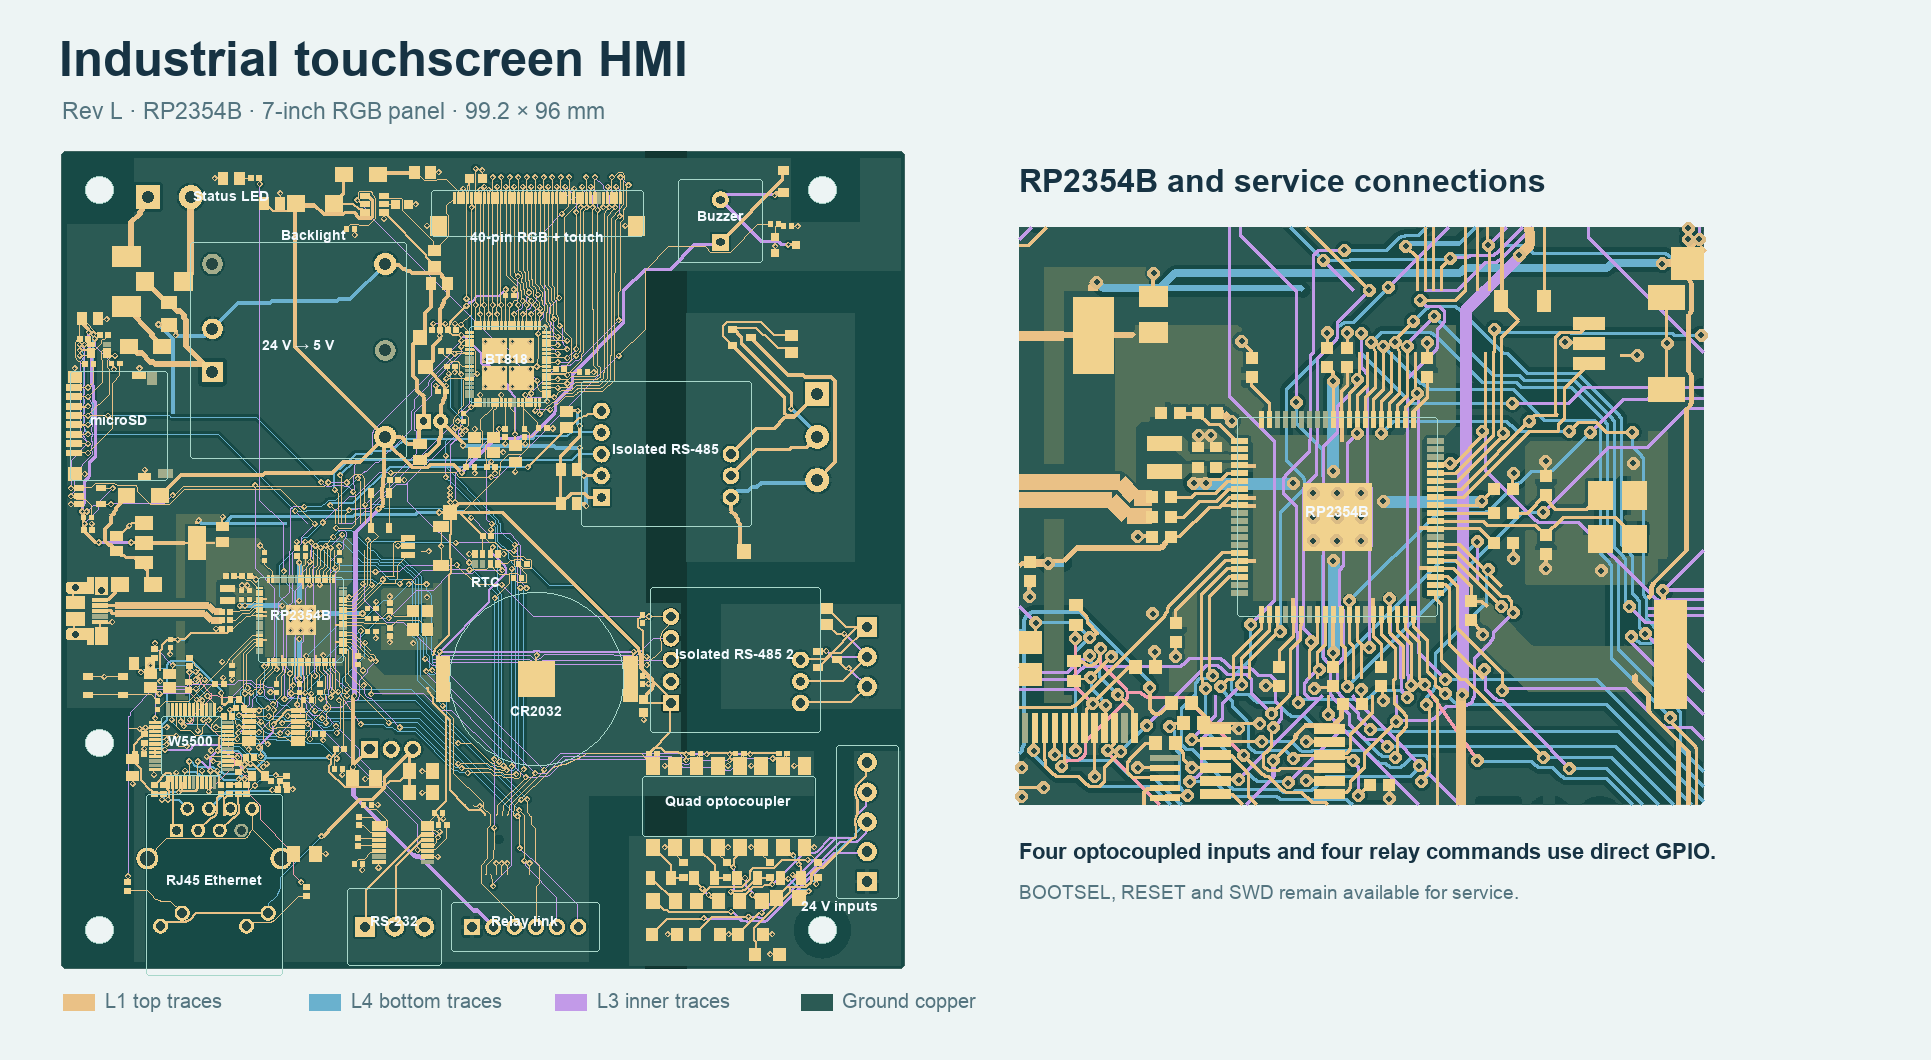 Industrial touchscreen HMI
Rev L · RP2354B · 7-inch RGB panel · 99.2 × 96 mm
Status LED
Backlight
40-pin RGB + touch
Buzzer
24 V → 5 V
BT818
microSD
Isolated RS-485
RTC
RP2354B
Isolated RS-485 2
CR2032
W5500
Quad optocoupler
RJ45 Ethernet
RS-232
Relay link
24 V inputs
L1 top traces
L4 bottom traces
L3 inner traces
Ground copper
RP2354B and service connections
RP2354B
Four optocoupled inputs and four relay commands use direct GPIO.
BOOTSEL, RESET and SWD remain available for service.